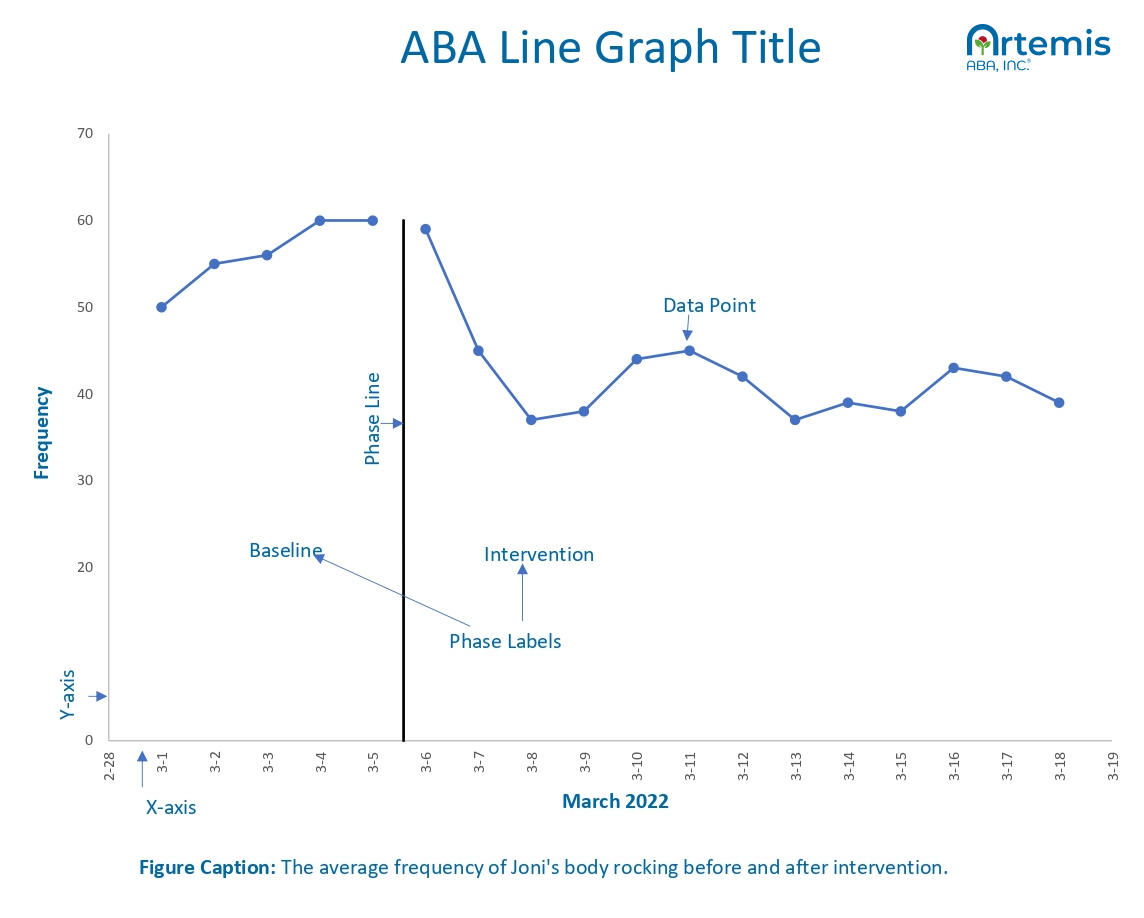 ABA Line Graph Title
Artemis
ABA, INC.®
70
60
50
40
30
20
0
Frequency
Y-axis
Phase Line
Data Point
Baseline
Intervention
Phase Labels
2-28 3-1 3-2 3-3 3-4 3-5 3-6 3-7 3-8 3-9 3-10 3-11 3-12 3-13 3-14 3-15 3-16 3-17 3-18 3-19
X-axis
March 2022
Figure Caption: The average frequency of Joni's body rocking before and after intervention.